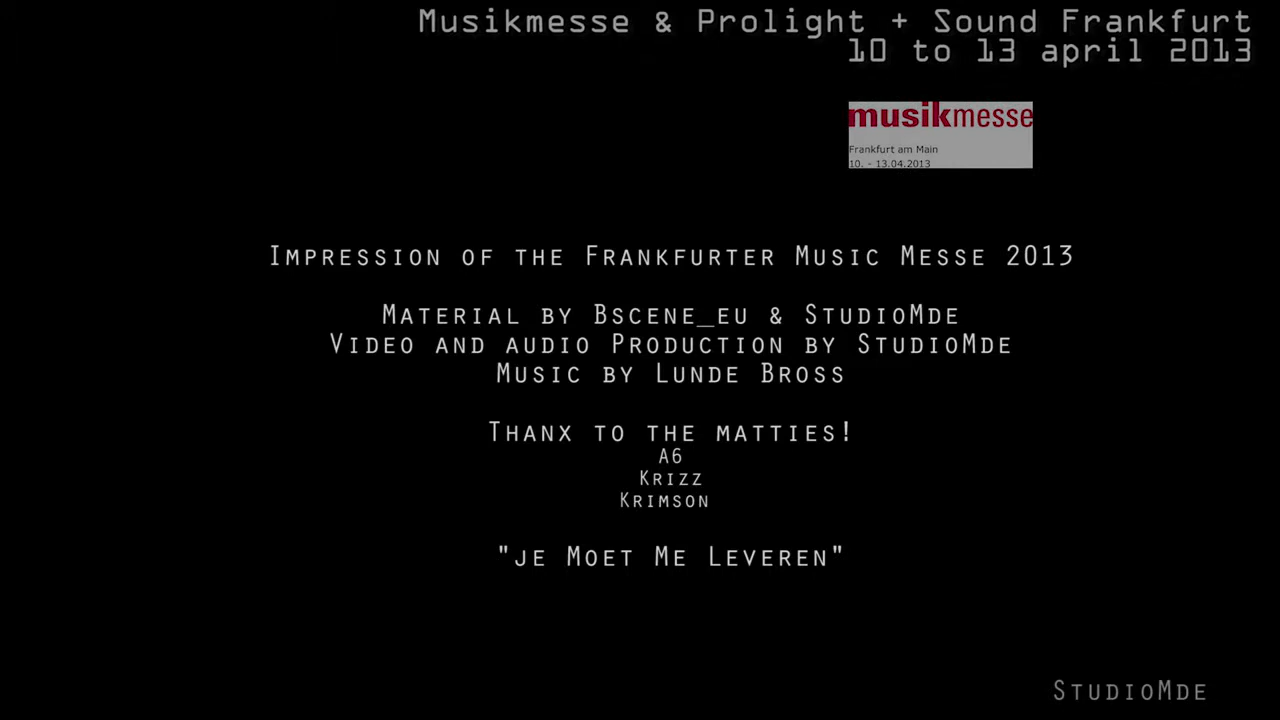 Musikmesse & Prolight + Sound Frankfurt
10 to 13 april 2013
musikmesse
Frankfurt am Main
10. - 13.04.2013
Impression of the Frankfurter Music Messe 2013
Material by Bscene_eu & StudioMde
Video and audio Production by StudioMde
Music by Lunde Bross
Thanx to the matties!
A6
Krizz
Krimson
"je Moet Me Leveren"
StudioMde